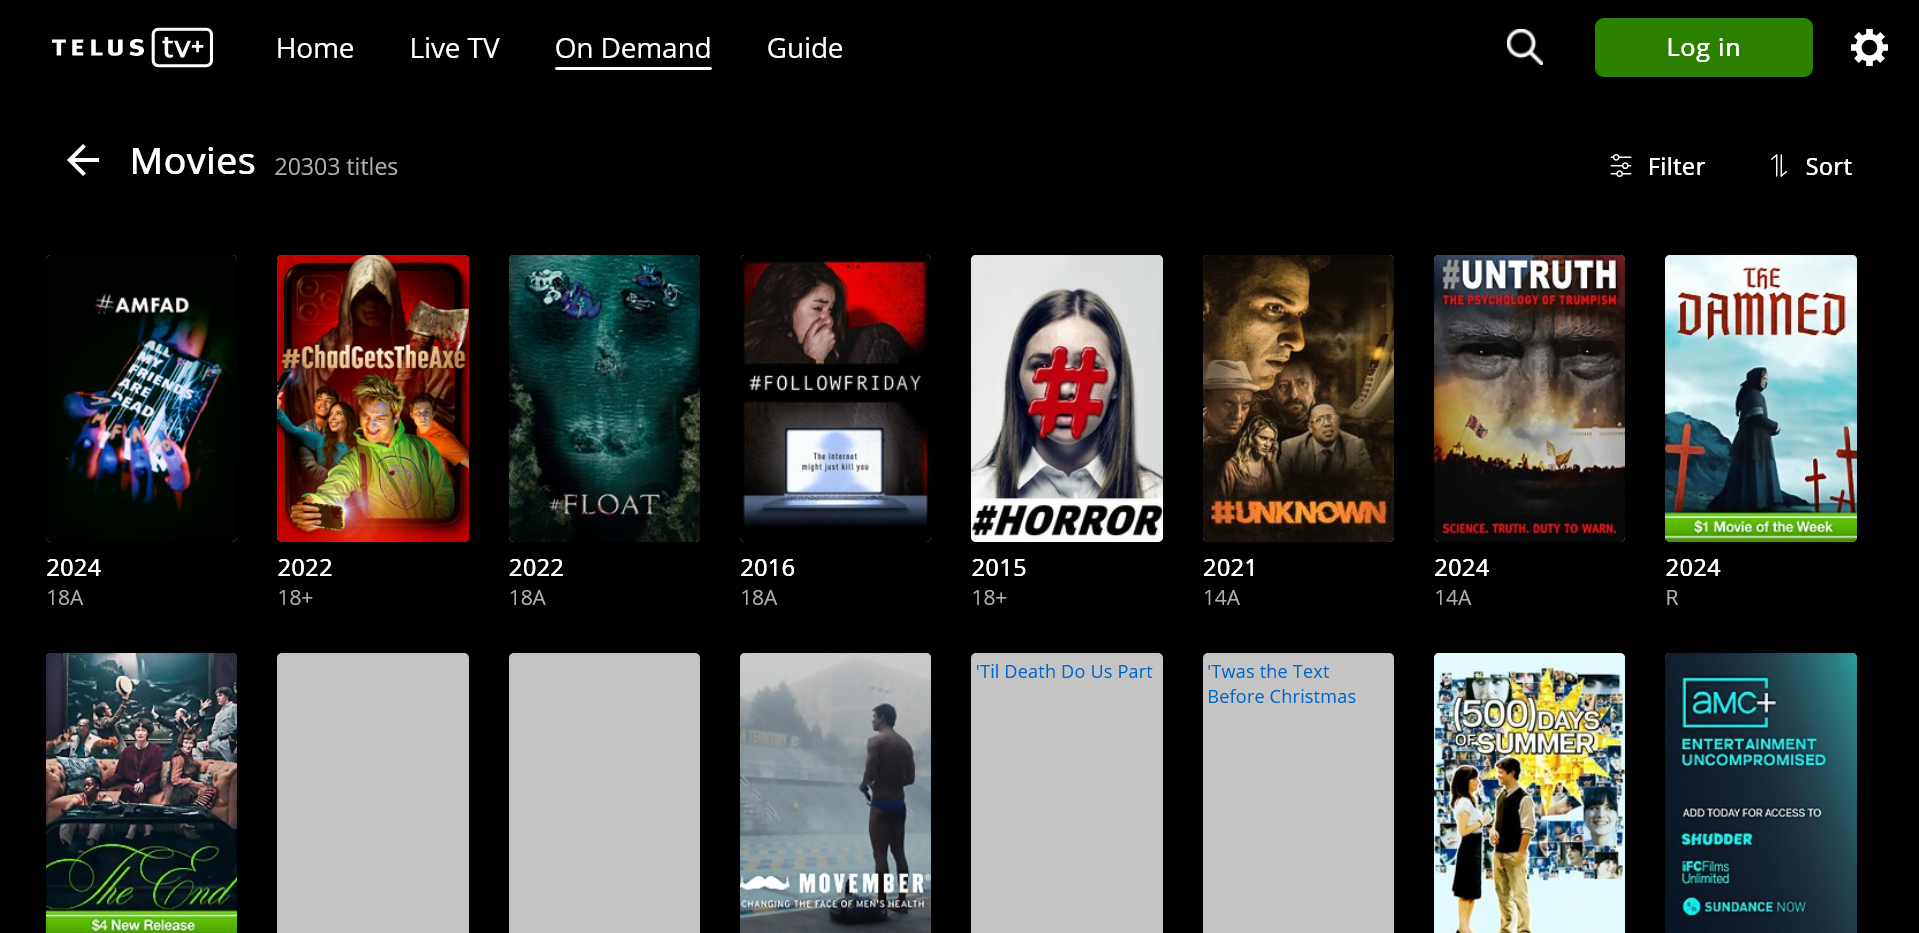 TELUS tv+
Home
Live TV
On Demand
Guide
Log in
Movies
20303 titles
Filter
Sort
#AMFAD
ALL
MY
FRIENDS
ARE
DEAD
#ChadGetsTheAxe
#FLOAT
#FOLLOWFRIDAY
The internet
might just kill you
#
#HORROR
#UNKNOWN
#UNTRUTH
THE PSYCHOLOGY OF TRUMPISM
SCIENCE. TRUTH. DUTY TO WARN.
THE
DAMNED
$1 Movie of the Week
2024
18A
2022
18+
2022
18A
2016
18A
2015
18+
2021
14A
2024
14A
2024
R
The End
$4 New Release
MOVEMBER
CHANGING THE FACE OF MEN'S HEALTH
'Til Death Do Us Part
'Twas the Text
Before Christmas
(500) DAYS
OF SUMMER
aMC+
ENTERTAINMENT
UNCOMPROMISED
ADD TODAY FOR ACCESS TO
SHUDDER
IFC Films
Unlimited
SUNDANCE NOW